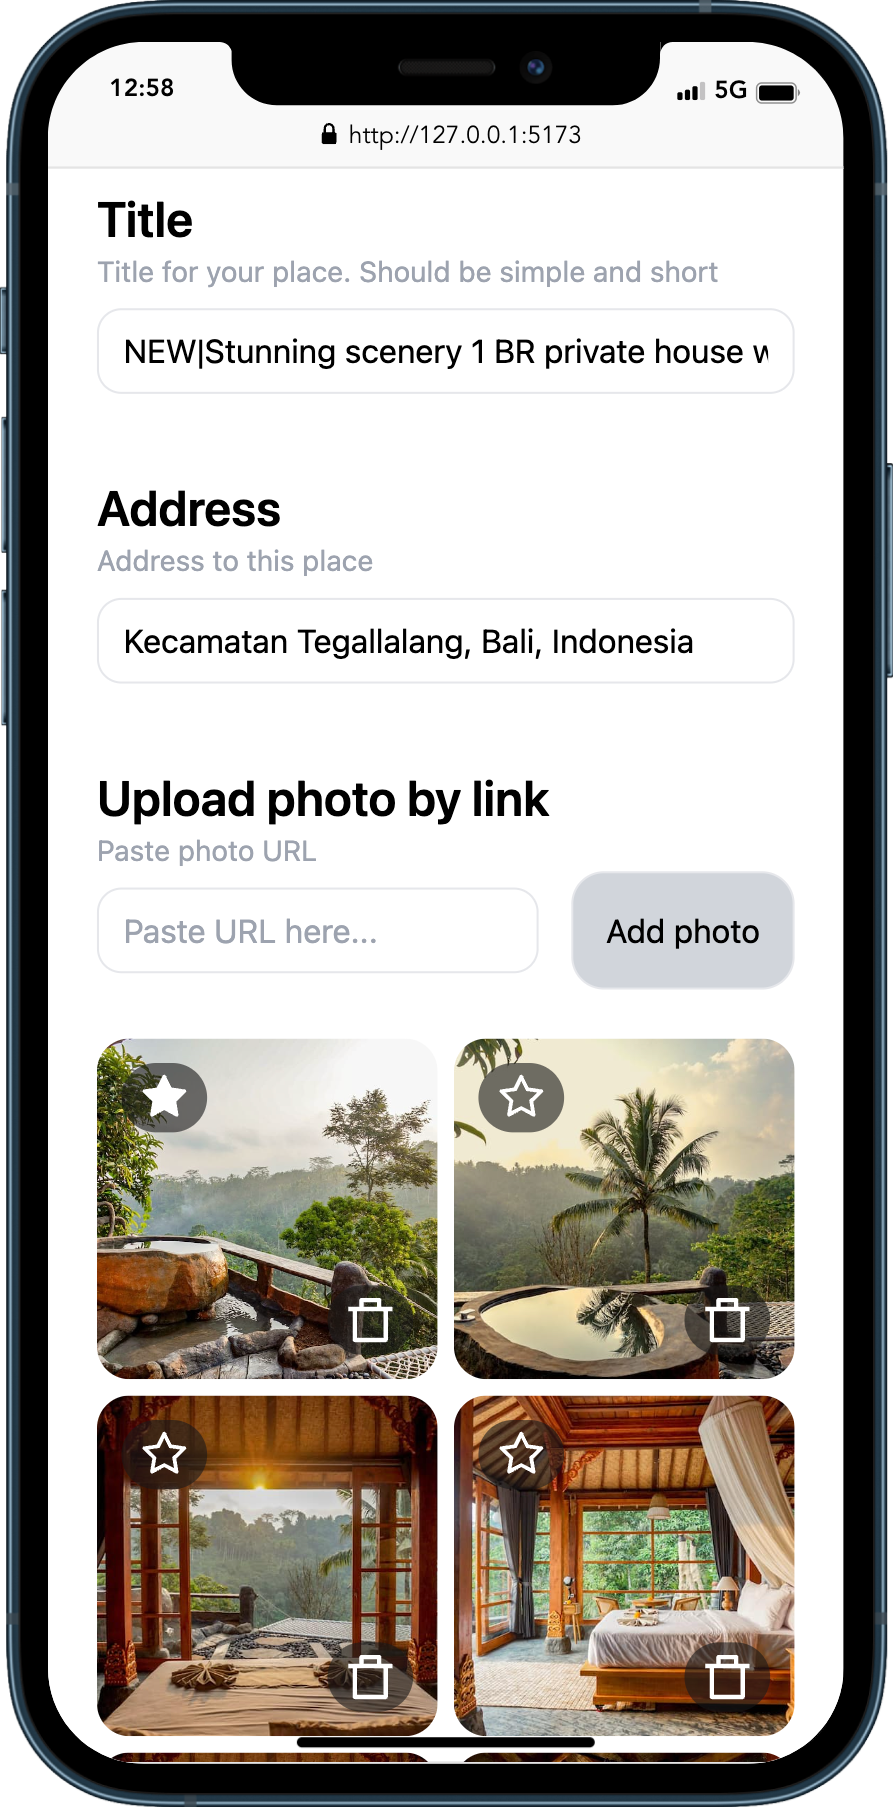 12:58
5G
http://127.0.0.1:5173
Title
Title for your place. Should be simple and short
NEW|Stunning scenery 1 BR private house w
Address
Address to this place
Kecamatan Tegallalang, Bali, Indonesia
Upload photo by link
Paste photo URL
Paste URL here...
Add photo